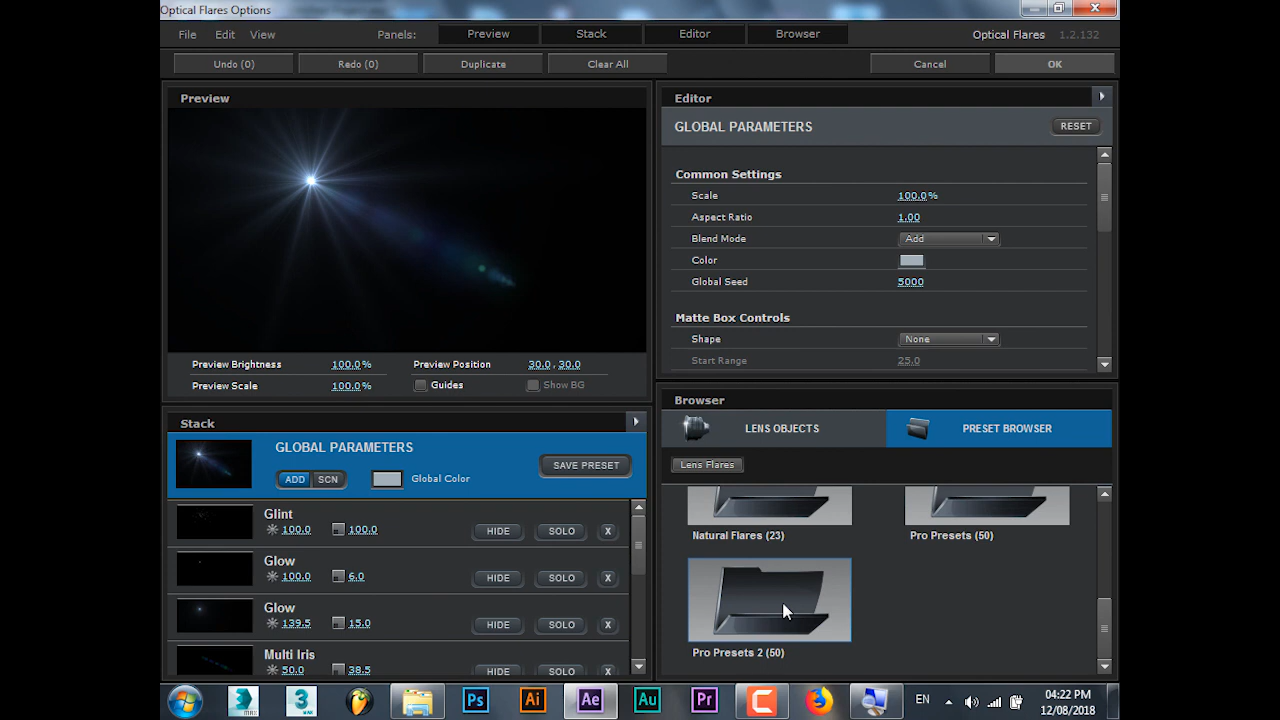 Optical Flares Options
File Edit View Panels: Preview Stack Editor Browser Optical Flares 1.2.132
Undo (0) Redo (0) Duplicate Clear All Cancel OK
Preview
Preview Brightness 100.0% Preview Position 30.0, 30.0
Preview Scale 100.0% Guides Show BG
Stack
GLOBAL PARAMETERS
ADD SCN Global Color SAVE PRESET
Glint
100.0 100.0 HIDE SOLO X
Glow
100.0 6.0 HIDE SOLO X
Glow
139.5 15.0 HIDE SOLO X
Multi Iris
50.0 38.5 HIDE SOLO X
Editor
GLOBAL PARAMETERS RESET
Common Settings
Scale 100.0%
Aspect Ratio 1.00
Blend Mode Add
Color
Global Seed 5000
Matte Box Controls
Shape None
Start Range 25.0
Browser
LENS OBJECTS PRESET BROWSER
Lens Flares
Natural Flares (23) Pro Presets (50)
Pro Presets 2 (50)
MAX 3 MAX Ps Ai Ae Au Pr C EN 04:22 PM
12/08/2018